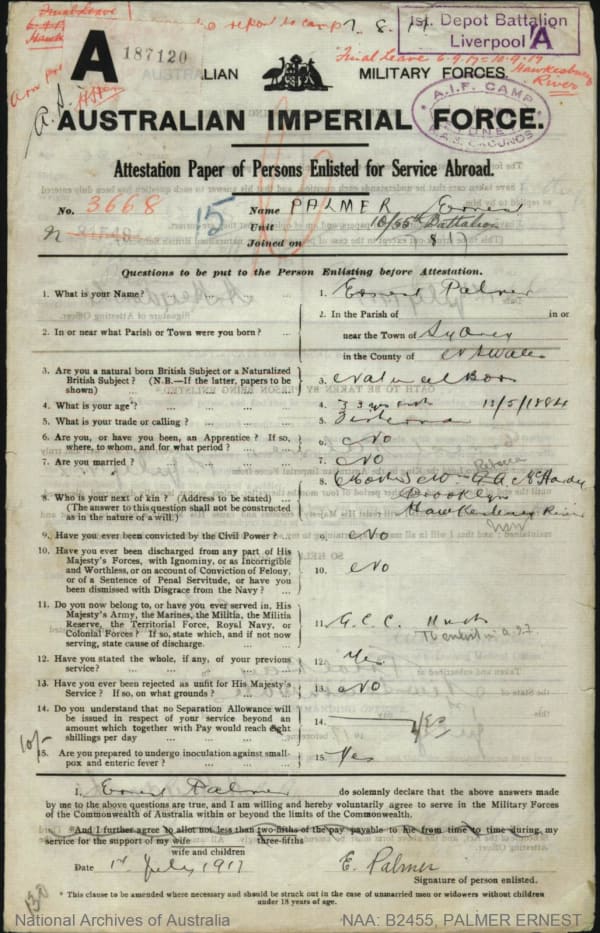 Final Leave
to report to camp 7. 8. 17
1st. Depot Battalion
Liverpool A
A 187120
Final Leave 6-9-17 = 10-9-17
Hawkesbury
River
AUSTRALIAN MILITARY FORCES.
A.I.F. CAMP
AUSTRALIAN IMPERIAL FORCE.
Attestation Paper of Persons Enlisted for Service Abroad.
No. 3668
15
Name PALMER Ernest
Unit 10/55th Battalion
Joined on 8 17
Questions to be put to the Person Enlisting before Attestation.
1. What is your Name? ... 1. Ernest Palmer
2. In or near what Parish or Town were you born? ... 2. In the Parish of in or
near the Town of Sydney
in the County of N S Wales
3. Are you a natural born British Subject or a Naturalized
British Subject? (N.B.—If the latter, papers to be
shown) ... 3. Natural Born
4. What is your age? ... 4. 33 13/5/1884
5. What is your trade or calling? ... 5. Fisherman
6. Are you, or have you been, an Apprentice? If so,
where, to whom, and for what period? ... 6. No
7. Are you married? ... 7. No
8. Who is your next of kin? (Address to be stated)
(The answer to this question shall not be constructed
as in the nature of a will.)
8. Rebecca
McHardy
Brooklyn
Hawkesbury River
NSW
9. Have you ever been convicted by the Civil Power? ... 9. No
10. Have you ever been discharged from any part of His
Majesty's Forces, with Ignominy, or as Incorrigible
and Worthless, or on account of Conviction of Felony,
or of a Sentence of Penal Servitude, or have you
been dismissed with Disgrace from the Navy? ... 10. No
11. Do you now belong to, or have you ever served in, His
Majesty's Army, the Marines, the Militia, the Militia
Reserve, the Territorial Force, Royal Navy, or
Colonial Forces? If so, state which, and if not now
serving, state cause of discharge. 11. G.C.C.
To enlist in A.I.F.
12. Have you stated the whole, if any, of your previous
service? ... 12. Yes
13. Have you ever been rejected as unfit for His Majesty's
Service? If so, on what grounds? ... 13. No
14. Do you understand that no Separation Allowance will
be issued in respect of your service beyond an
amount which together with Pay would reach eight
shillings per day ... 14. Yes
10/-
15. Are you prepared to undergo inoculation against small-
pox and enteric fever? ... 15. Yes
I, Ernest Palmer do solemnly declare that the above answers made
by me to the above questions are true, and I am willing and hereby voluntarily agree to serve in the Military Forces
of the Commonwealth of Australia within or beyond the limits of the Commonwealth.
*And I further agree to allot not less than two-fifths of the pay payable to me from time to time during my
service for the support of my wife three-fifths
wife and children
Date 1st July 1917 E. Palmer
Signature of person enlisted.
* This clause to be amended where necessary and should be struck out in the case of unmarried men or widowers without children
under 18 years of age.
National Archives of Australia NAA: B2455, PALMER ERNEST